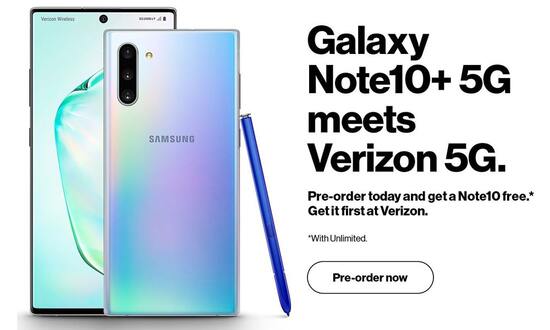 Verizon Wireless
Galaxy
Note10+ 5G
meets
Verizon 5G.
SAMSUNG
Pre-order today and get a Note10 free.*
Get it first at Verizon.
*With Unlimited.
Pre-order now